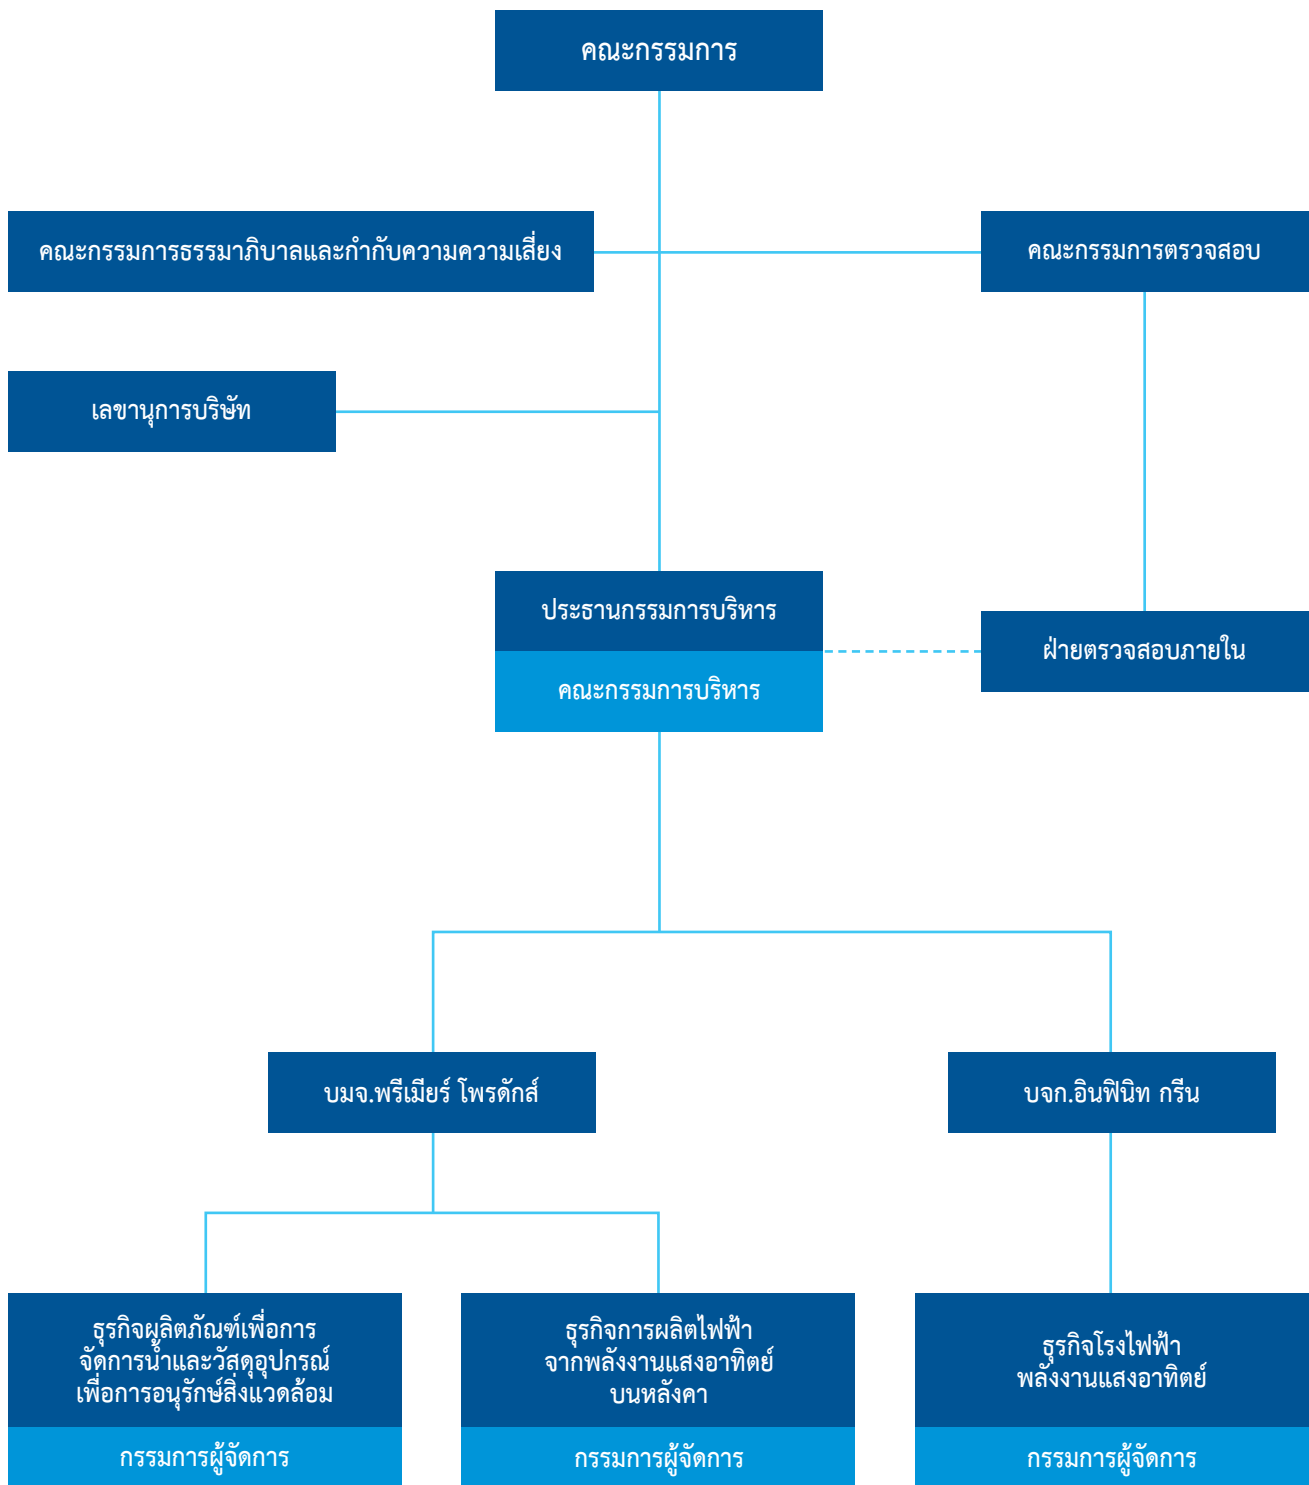 คณะกรรมการ
คณะกรรมการธรรมาภิบาลและกำกับความความเสี่ยง
คณะกรรมการตรวจสอบ
เลขานุการบริษัท
ประธานกรรมการบริหาร
คณะกรรมการบริหาร
ฝ่ายตรวจสอบภายใน
บมจ.พรีเมียร์ โพรดักส์
บจก.อินฟินิท กรีน
ธุรกิจผลิตภัณฑ์เพื่อการ
จัดการน้ำและวัสดุอุปกรณ์
เพื่อการอนุรักษ์สิ่งแวดล้อม
กรรมการผู้จัดการ
ธุรกิจการผลิตไฟฟ้า
จากพลังงานแสงอาทิตย์
บนหลังคา
กรรมการผู้จัดการ
ธุรกิจโรงไฟฟ้า
พลังงานแสงอาทิตย์
กรรมการผู้จัดการ